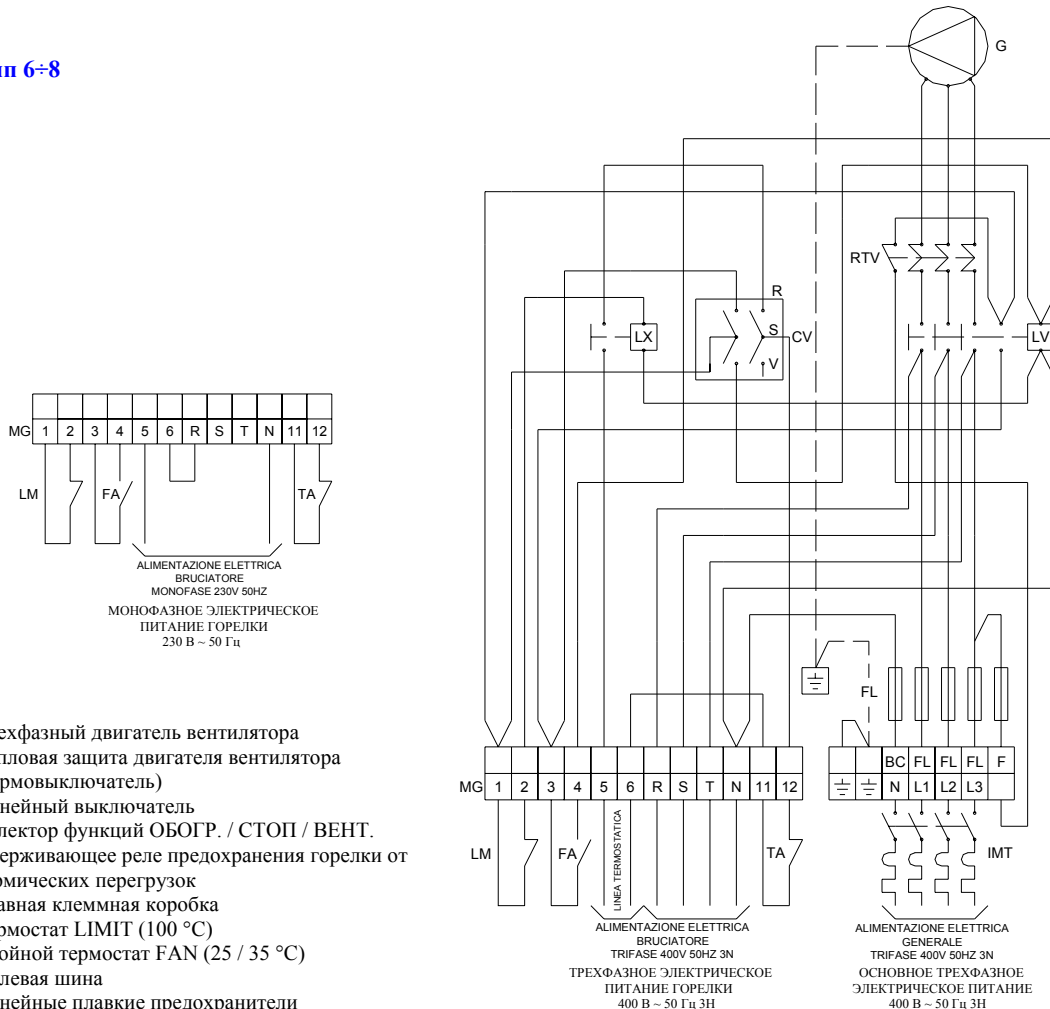 ип 6÷8
G
RTV
R
S
V
CV
LX
LV
MG 1 2 3 4 5 6 R S T N 11 12
LM
FA
TA
ALIMENTAZIONE ELETTRICA
BRUCIATORE
MONOFASE 230V 50HZ
МОНОФАЗНОЕ ЭЛЕКТРИЧЕСКОЕ
ПИТАНИЕ ГОРЕЛКИ
230 В ~ 50 Гц
ехфазный двигатель вентилятора
пловая защита двигателя вентилятора
рмовыключатель)
нейный выключатель
лектор функций ОБОГР. / СТОП / ВЕНТ.
ерживающее реле предохранения горелки от
рмических перегрузок
авная клеммная коробка
рмостат LIMIT (100 °C)
ойной термостат FAN (25 / 35 °C)
левая шина
нейные плавкие предохранители
FL
MG 1 2 3 4 5 6 R S T N 11 12
LM
FA
LINEA TERMOSTATICA
TA
ALIMENTAZIONE ELETTRICA
BRUCIATORE
TRIFASE 400V 50HZ 3N
ТРЕХФАЗНОЕ ЭЛЕКТРИЧЕСКОЕ
ПИТАНИЕ ГОРЕЛКИ
400 В ~ 50 Гц 3Н
BC FL FL FL F
N L1 L2 L3
IMT
ALIMENTAZIONE ELETTRICA
GENERALE
TRIFASE 400V 50HZ 3N
ОСНОВНОЕ ТРЕХФАЗНОЕ
ЭЛЕКТРИЧЕСКОЕ ПИТАНИЕ
400 В ~ 50 Гц 3Н